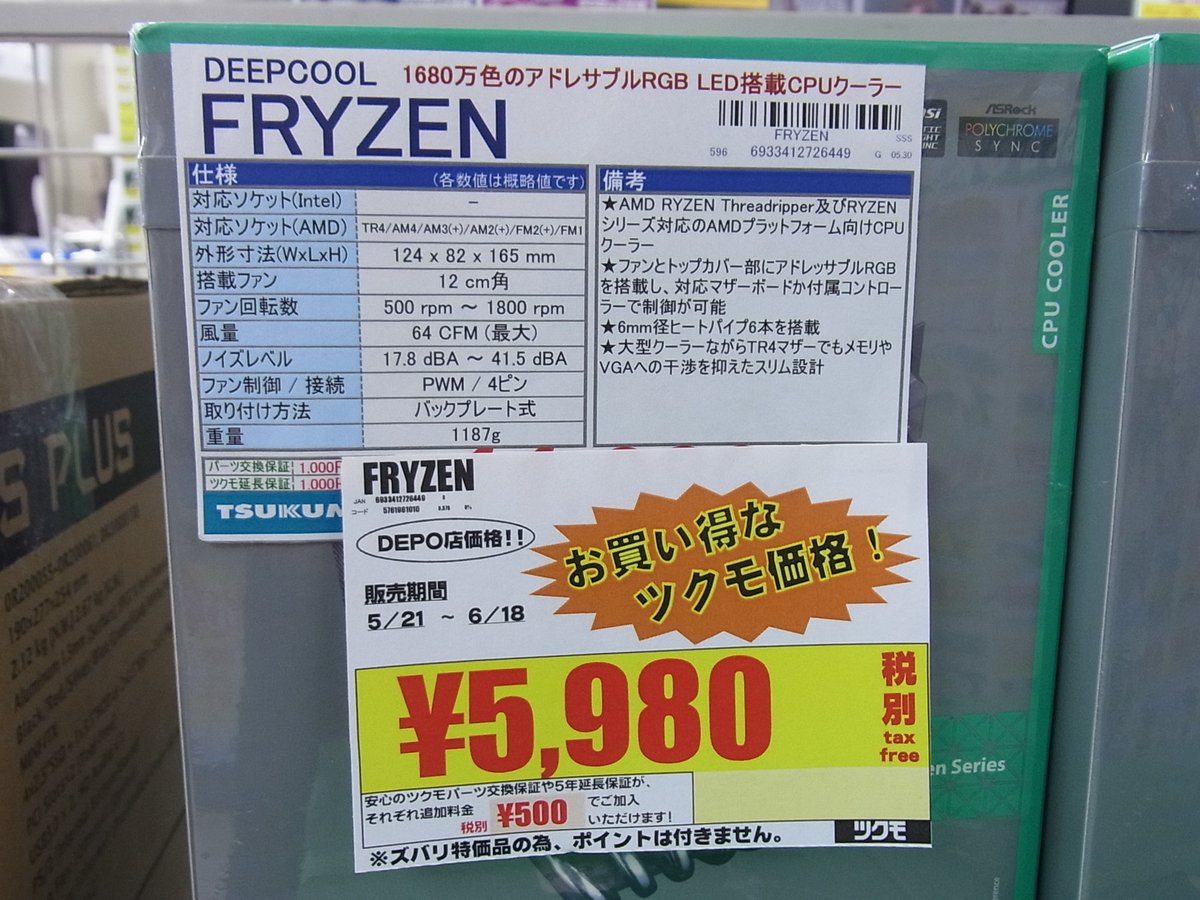 DEEPCOOL 1680万色のアドレサブルRGB LED搭載CPUクーラー
FRYZEN
FRYZEN
SSS
596 6933412726449 G 05.30
仕様 (各数値は概略値です)
対応ソケット(Intel) －
対応ソケット(AMD) TR4/AM4/AM3(+)/AM2(+)/FM2(+)/FM1
外形寸法(WxLxH) 124 x 82 x 165 mm
搭載ファン 12 cm角
ファン回転数 500 rpm ～ 1800 rpm
風量 64 CFM (最大)
ノイズレベル 17.8 dBA ～ 41.5 dBA
ファン制御 / 接続 PWM / 4ピン
取り付け方法 バックプレート式
重量 1187g
備考
★AMD RYZEN Threadripper及びRYZEN
シリーズ対応のAMDプラットフォーム向けCPU
クーラー
★ファンとトップカバー部にアドレッサブルRGB
を搭載し、対応マザーボードか付属コントロー
ラーで制御が可能
★6mm径ヒートパイプ6本を搭載
★大型クーラーながらTR4マザーでもメモリや
VGAへの干渉を抑えたスリム設計
パーツ交換保証 1,000
ツクモ延長保証 1,000
TSUKUM
FRYZEN
JAN 6933412726449
コード 5761661010
DEPO店価格!!
お買い得な
ツクモ価格！
販売期間
5/21 ～ 6/18
¥5,980
税別
tax
free
安心のツクモパーツ交換保証や5年延長保証が、
それぞれ追加料金 税別 ¥500 でご加入
いただけます!
ツクモ
※ズバリ特価品の為、ポイントは付きません。
ASRock
POLYCHROME
SYNC
CPU COOLER
en Series
S PLUS
190x277x254 mm